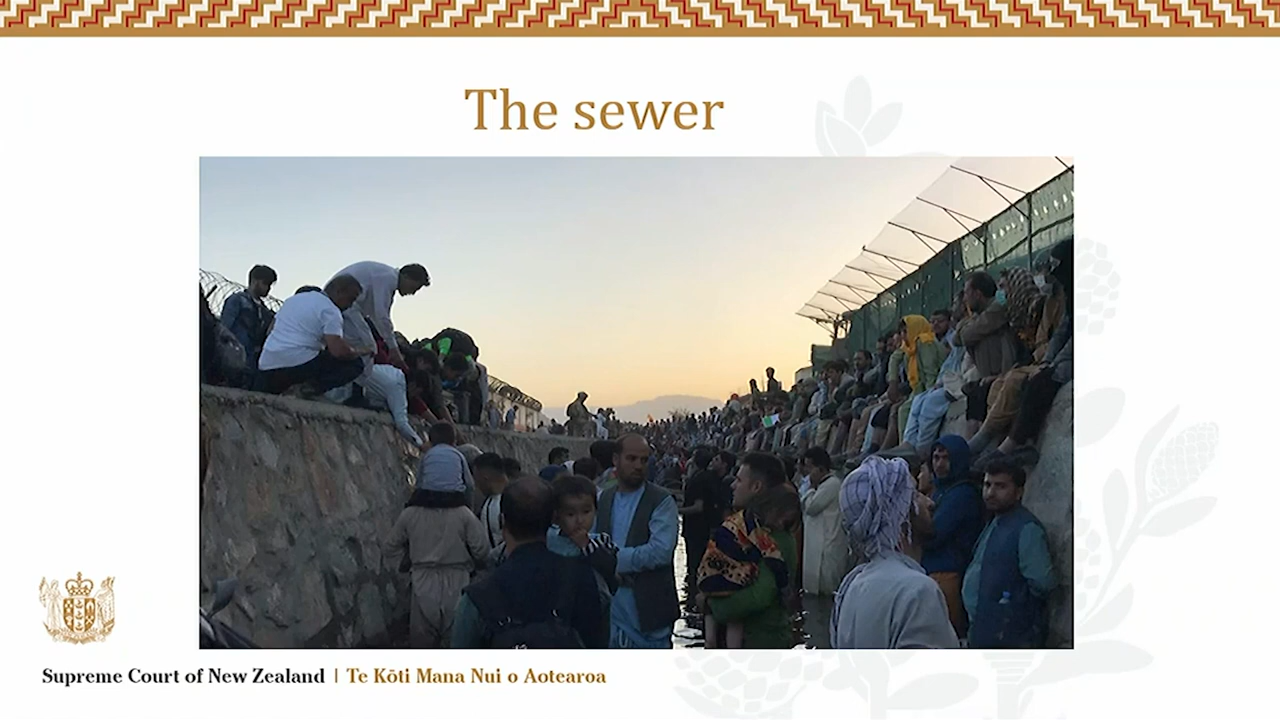 The sewer
Supreme Court of New Zealand | Te Kōti Mana Nui o Aotearoa